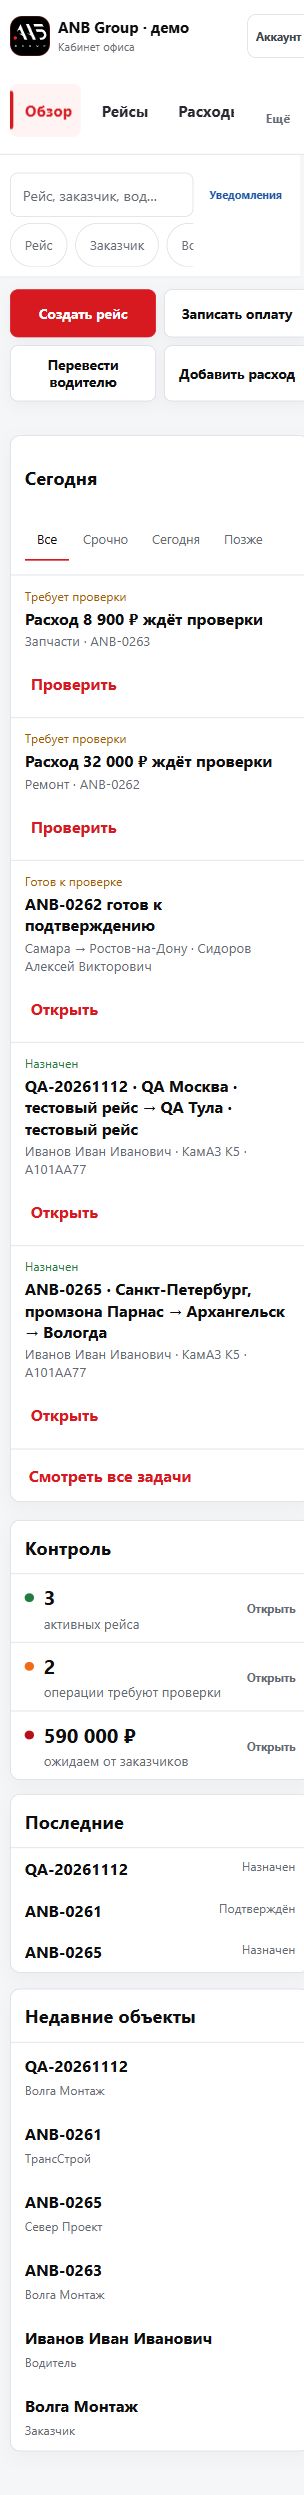 ANB
GROUP
ANB Group · демо
Кабинет офиса
Аккаунт
Обзор
Рейсы
Расходы
Ещё
Рейс, заказчик, вод...
Уведомления
Рейс
Заказчик
Вс
Создать рейс
Записать оплату
Перевести
водителю
Добавить расход
Сегодня
Все
Срочно
Сегодня
Позже
Требует проверки
Расход 8 900 ₽ ждёт проверки
Запчасти · ANB-0263
Проверить
Требует проверки
Расход 32 000 ₽ ждёт проверки
Ремонт · ANB-0262
Проверить
Готов к проверке
ANB-0262 готов к
подтверждению
Самара → Ростов-на-Дону · Сидоров
Алексей Викторович
Открыть
Назначен
QA-20261112 · QA Москва ·
тестовый рейс → QA Тула ·
тестовый рейс
Иванов Иван Иванович · КамАЗ К5 ·
А101АА77
Открыть
Назначен
ANB-0265 · Санкт-Петербург,
промзона Парнас → Архангельск
→ Вологда
Иванов Иван Иванович · КамАЗ К5 ·
А101АА77
Открыть
Смотреть все задачи
Контроль
3
активных рейса
Открыть
2
операции требуют проверки
Открыть
590 000 ₽
ожидаем от заказчиков
Открыть
Последние
QA-20261112
Назначен
ANB-0261
Подтверждён
ANB-0265
Назначен
Недавние объекты
QA-20261112
Волга Монтаж
ANB-0261
ТрансСтрой
ANB-0265
Север Проект
ANB-0263
Волга Монтаж
Иванов Иван Иванович
Водитель
Волга Монтаж
Заказчик